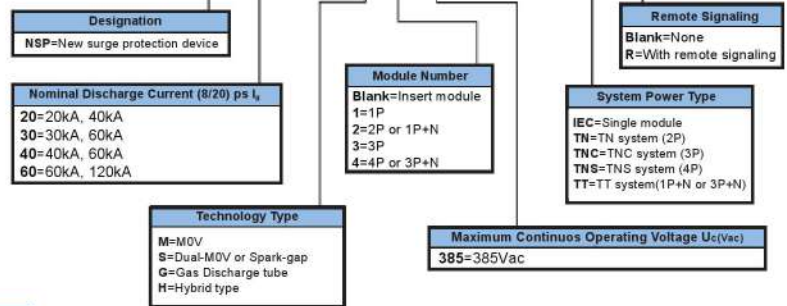 Designation
NSP=New surge protection device
Remote Signaling
Blank=None
R=With remote signaling
Nominal Discharge Current (8/20) ps Iₛ
20=20kA, 40kA
30=30kA, 60kA
40=40kA, 60kA
60=60kA, 120kA
Module Number
Blank=Insert module
1=1P
2=2P or 1P+N
3=3P
4=4P or 3P+N
System Power Type
IEC=Single module
TN=TN system (2P)
TNC=TNC system (3P)
TNS=TNS system (4P)
TT=TT system(1P+N or 3P+N)
Technology Type
M=M0V
S=Dual-M0V or Spark-gap
G=Gas Discharge tube
H=Hybrid type
Maximum Continuos Operating Voltage Uc(Vac)
385=385Vac